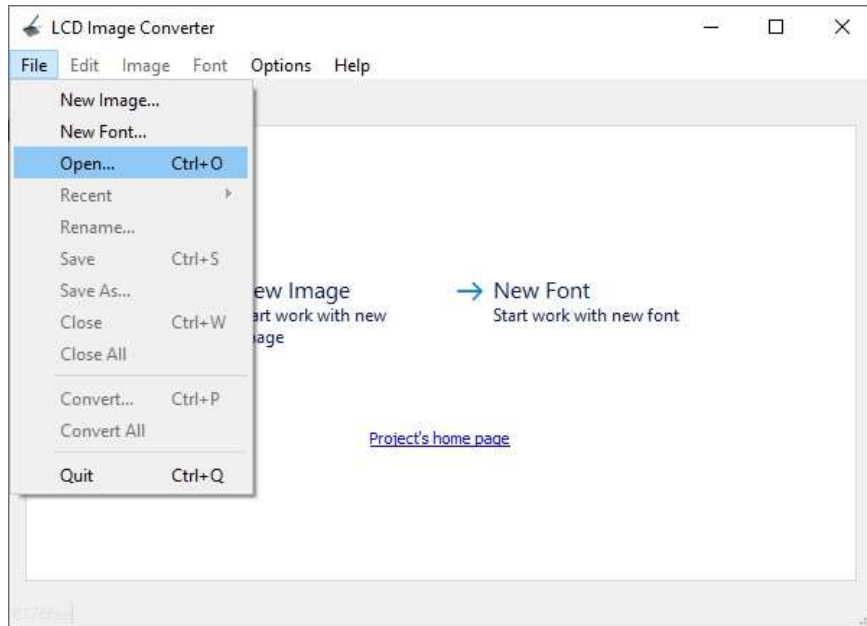 LCD Image Converter
File Edit Image Font Options Help
New Image...
New Font...
Open... Ctrl+O
Recent
Rename...
Save Ctrl+S
Save As...
Close Ctrl+W
Close All
Convert... Ctrl+P
Convert All
Quit Ctrl+Q
ew Image
art work with new
age
New Font
Start work with new font
Project's home page